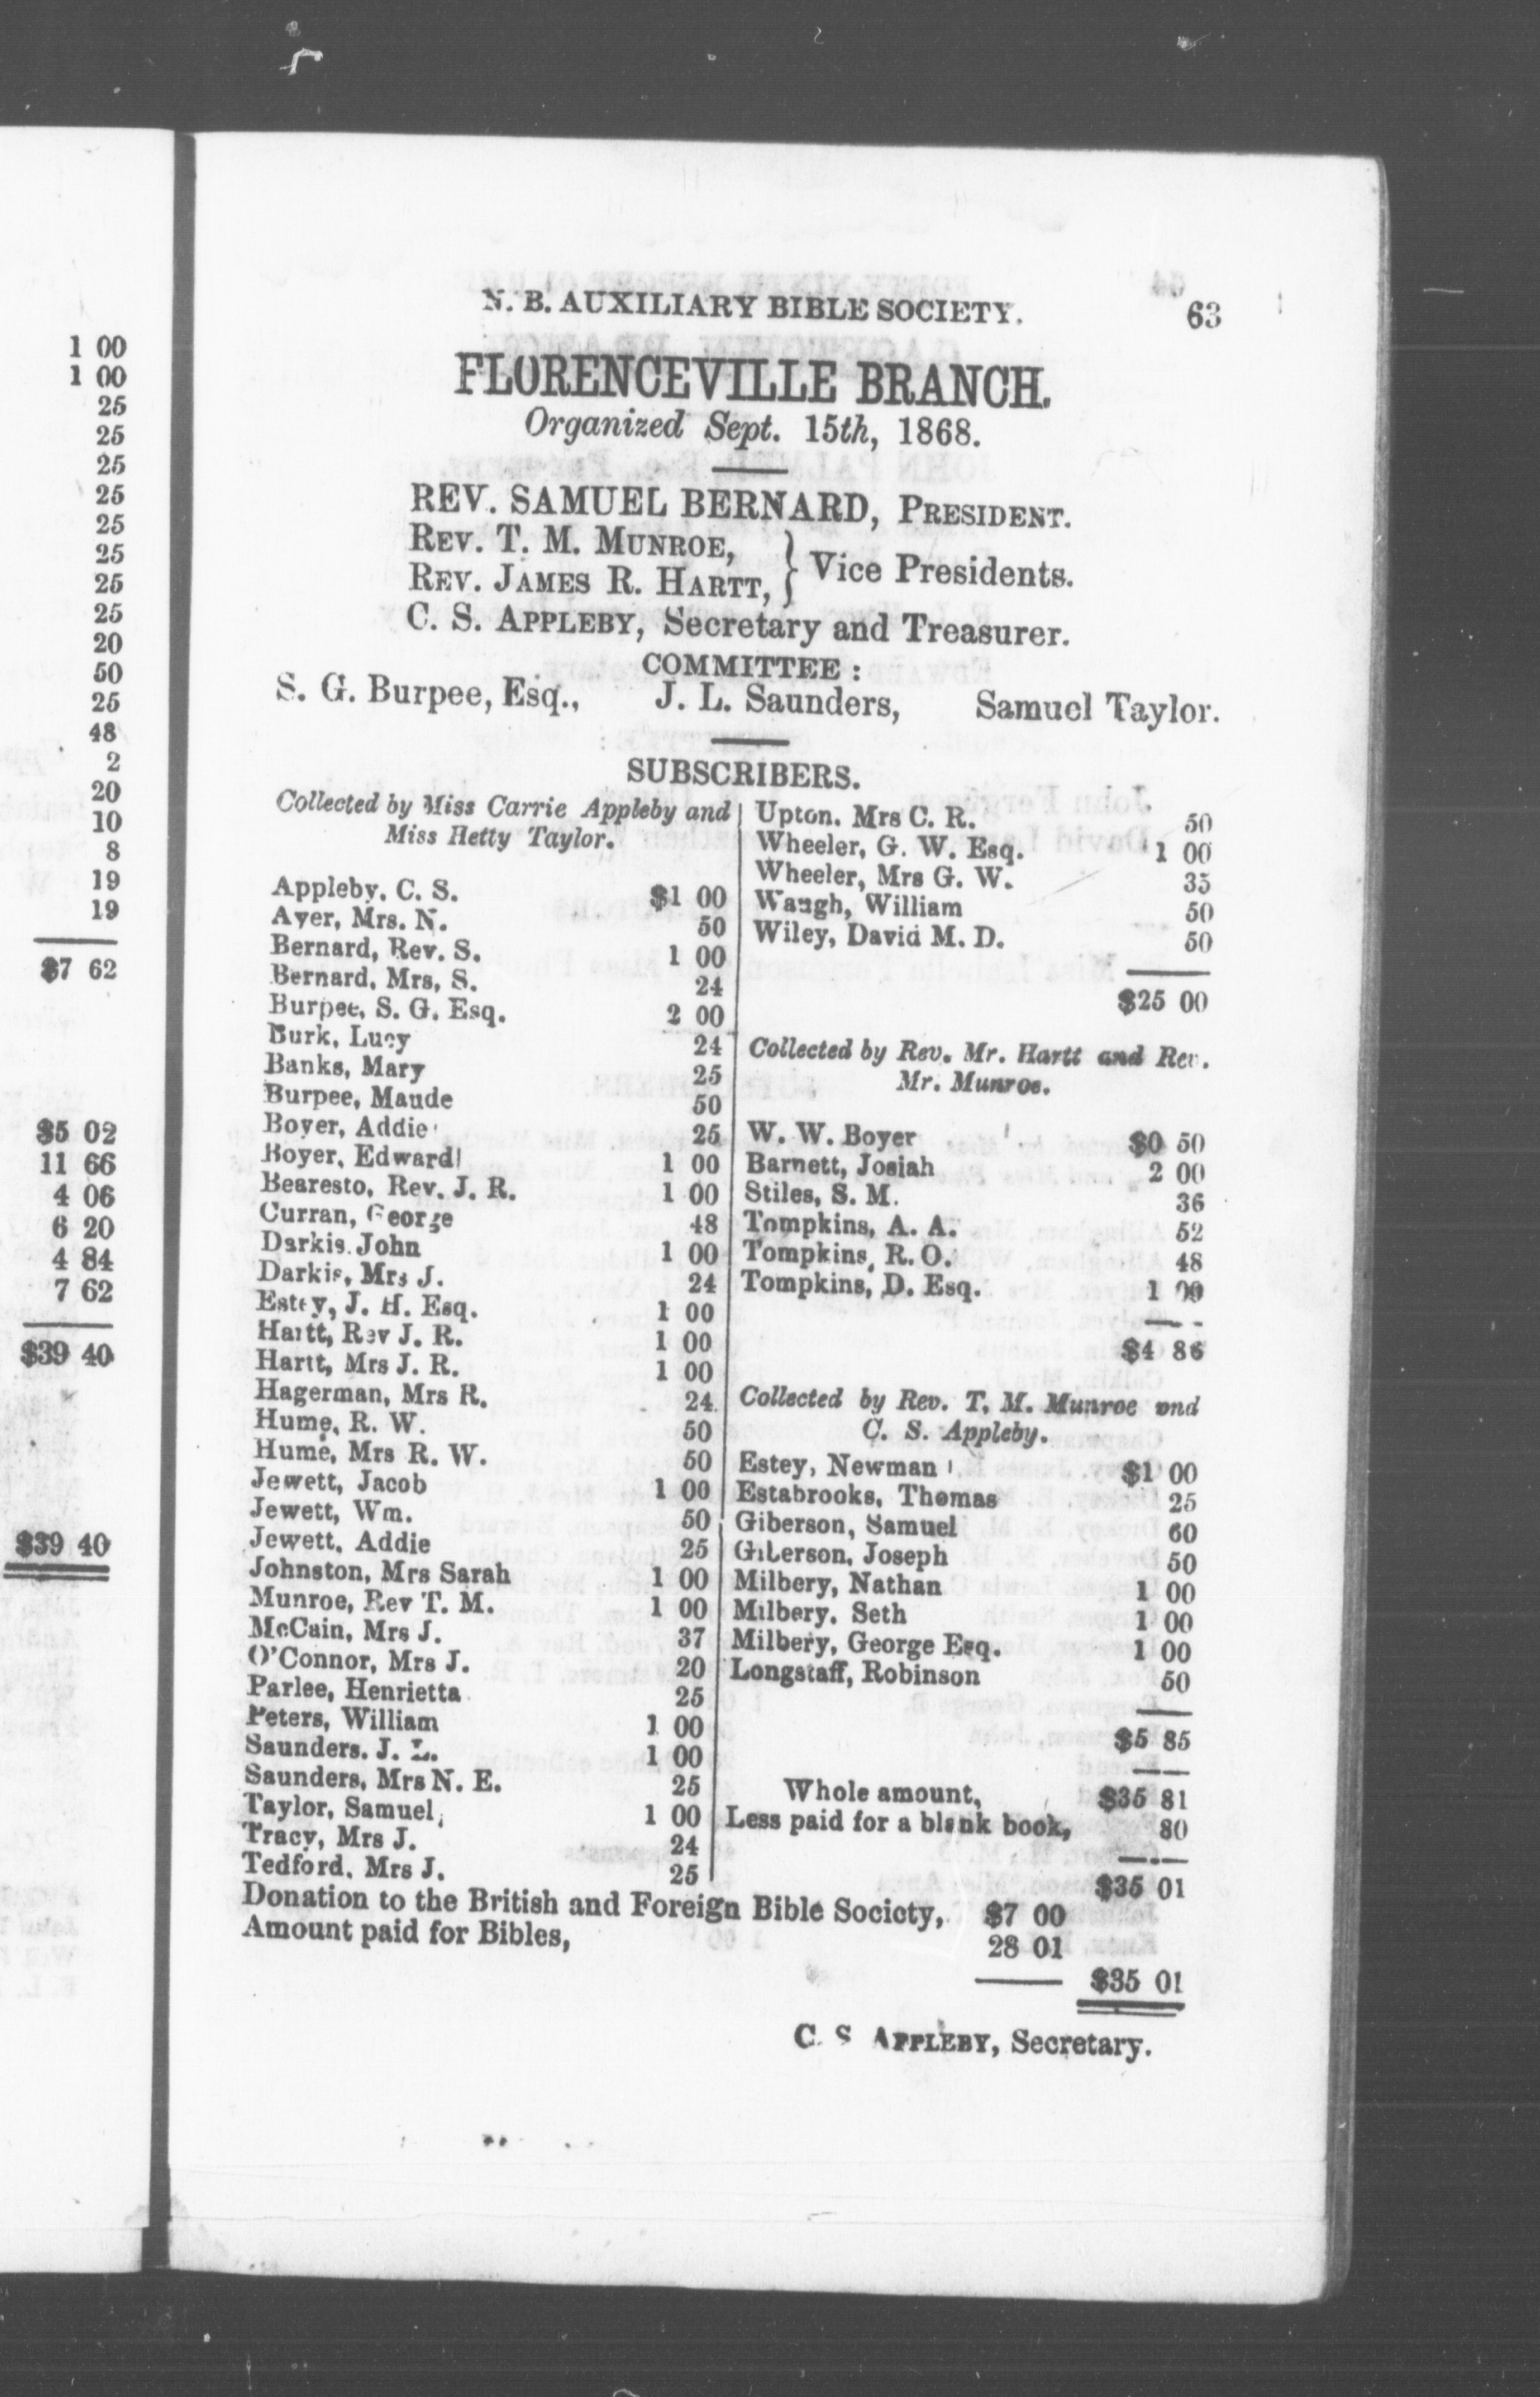 1 00
1 00
25
25
25
25
25
25
25
25
20
50
25
48
2
20
10
8
19
19
$7 62
$5 02
11 66
4 06
6 20
4 84
7 62
$39 40
$39 40
N. B. AUXILIARY BIBLE SOCIETY. 63
FLORENCEVILLE BRANCH.
Organized Sept. 15th, 1868.
REV. SAMUEL BERNARD, PRESIDENT.
REV. T. M. MUNROE,
REV. JAMES R. HARTT, } Vice Presidents.
C. S. APPLEBY, Secretary and Treasurer.
COMMITTEE:
S. G. Burpee, Esq., J. L. Saunders, Samuel Taylor.
SUBSCRIBERS.
Collected by Miss Carrie Appleby and
Miss Hetty Taylor.
Appleby, C. S. $1 00
Ayer, Mrs. N. 50
Bernard, Rev. S. 1 00
Bernard, Mrs, S. 24
Burpee, S. G. Esq. 2 00
Burk, Lucy 24
Banks, Mary 25
Burpee, Maude 50
Boyer, Addie 25
Boyer, Edward 1 00
Bearesto, Rev. J. R. 1 00
Curran, George 48
Darkis. John 1 00
Darkis, Mrs J. 24
Estey, J. H. Esq. 1 00
Hartt, Rev J. R. 1 00
Hartt, Mrs J. R. 1 00
Hagerman, Mrs R. 24
Hume, R. W. 50
Hume, Mrs R. W. 50
Jewett, Jacob 1 00
Jewett, Wm. 50
Jewett, Addie 25
Johnston, Mrs Sarah 1 00
Munroe, Rev T. M. 1 00
McCain, Mrs J. 37
O'Connor, Mrs J. 20
Parlee, Henrietta 25
Peters, William 1 00
Saunders. J. L. 1 00
Saunders, Mrs N. E. 25
Taylor, Samuel, 1 00
Tracy, Mrs J. 24
Tedford. Mrs J. 25
Upton. Mrs C. R. 50
Wheeler, G. W. Esq. 1 00
Wheeler, Mrs G. W. 35
Waugh, William 50
Wiley, David M. D. 50
$25 00
Collected by Rev. Mr. Hartt and Rev.
Mr. Munroe.
W. W. Boyer $0 50
Barnett, Josiah 2 00
Stiles, S. M. 36
Tompkins, A. A. 52
Tompkins, R. O. 48
Tompkins, D. Esq. 1 00
$4 86
Collected by Rev. T. M. Munroe and
C. S. Appleby.
Estey, Newman $1 00
Estabrooks, Thomas 25
Giberson, Samuel 60
Giberson, Joseph 50
Milbery, Nathan 1 00
Milbery. Seth 1 00
Milbery, George Esq. 1 00
Longstaff, Robinson 50
$5 85
Whole amount, $35 81
Less paid for a blank book, 80
$35 01
Donation to the British and Foreign Bible Society, $7 00
Amount paid for Bibles, 28 01
$35 01
C. S APPLEBY, Secretary.